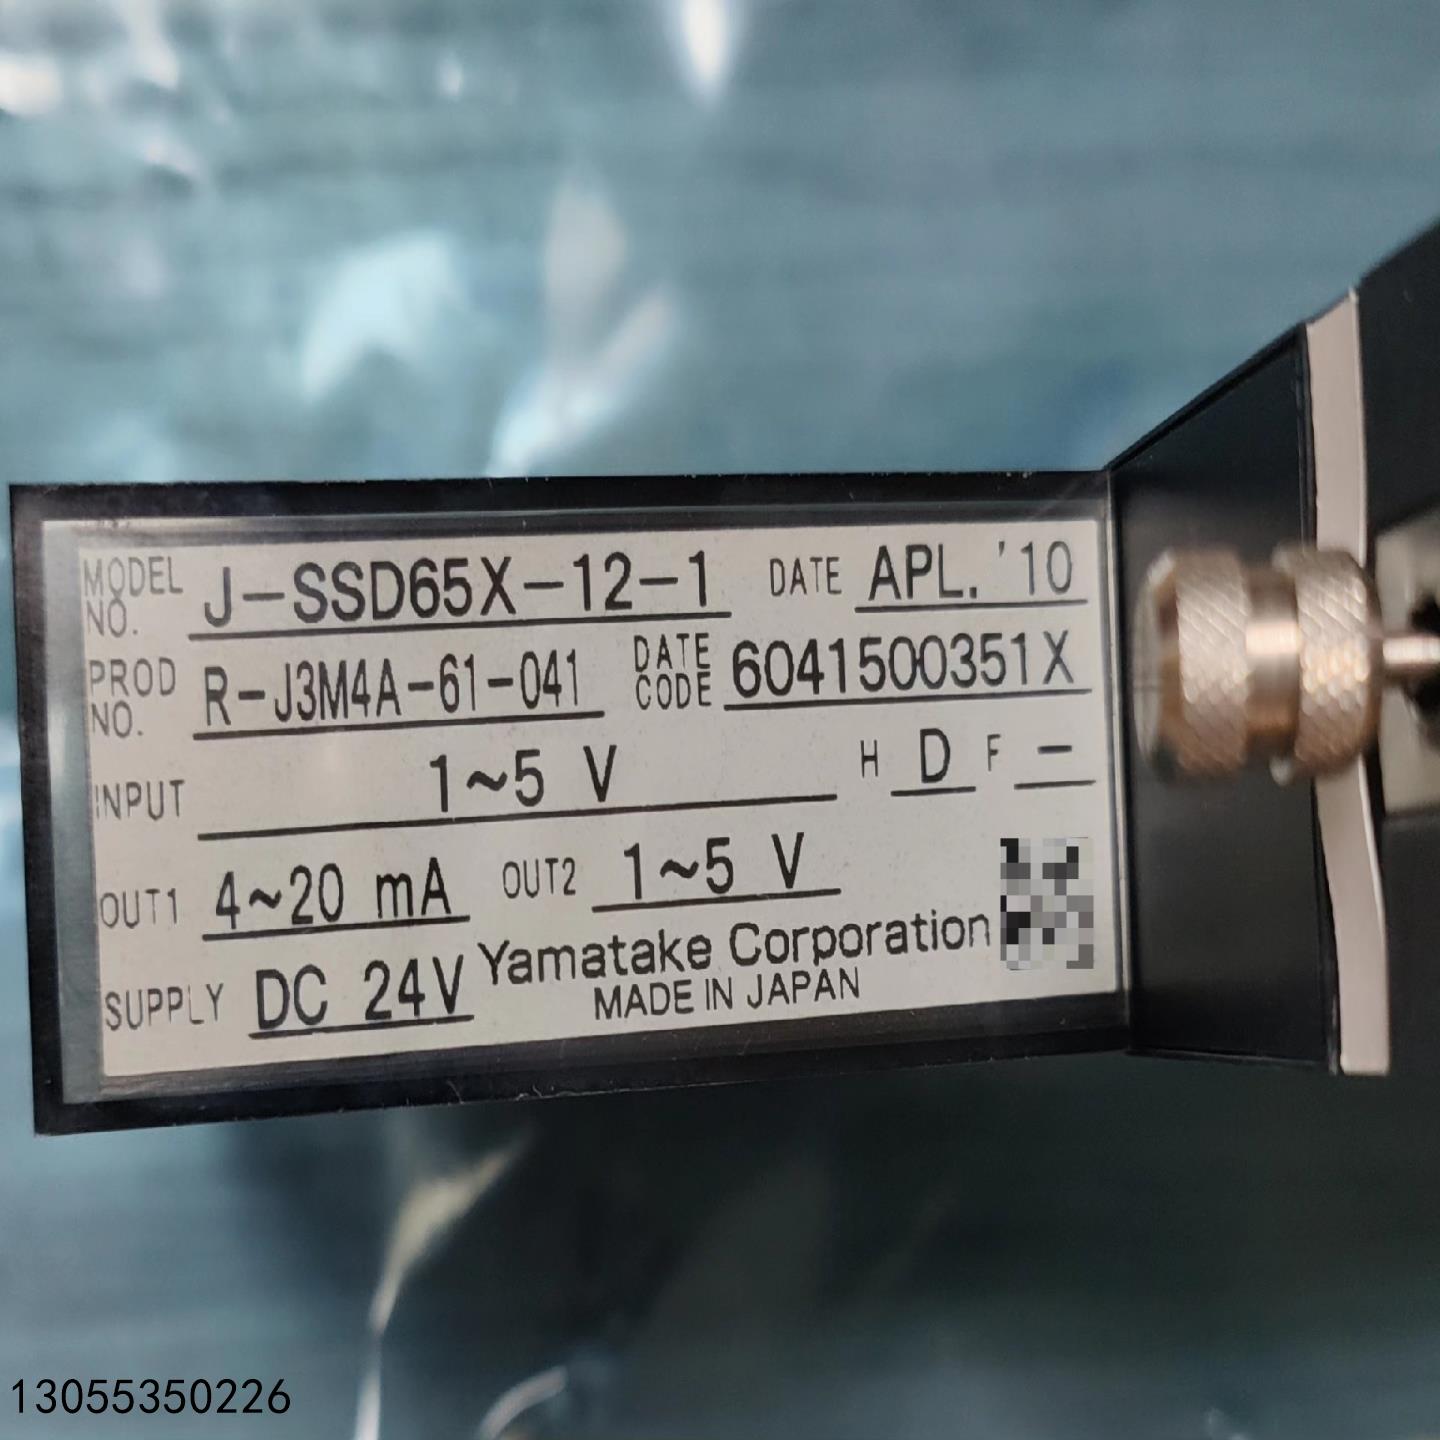 MODEL NO. J-SSD65X-12-1 DATE APL. '10
PROD NO. R-J3M4A-61-041 DATE CODE 6041500351X
INPUT 1~5 V H D F -
OUT1 4~20 mA OUT2 1~5 V
SUPPLY DC 24V Yamatake Corporation
MADE IN JAPAN
13055350226